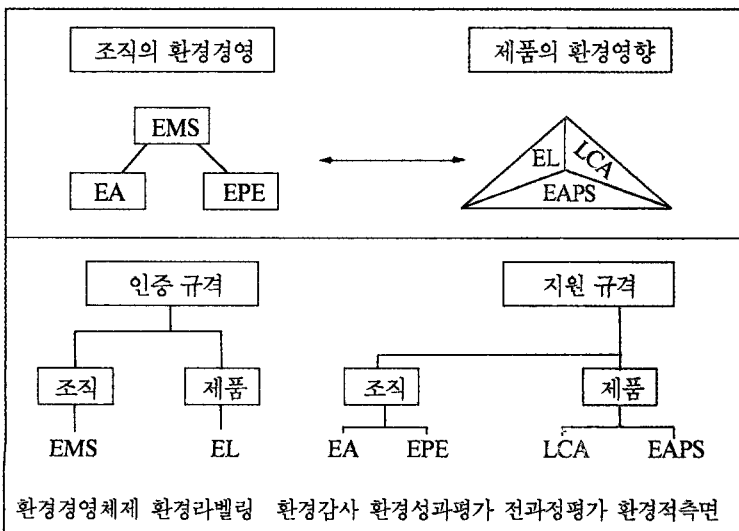 조직의 환경경영 제품의 환경영향
EMS
EL LCA
EA EPE EAPS
인증 규격 지원 규격
조직 제품 조직 제품
EMS EL EA EPE LCA EAPS
환경경영체제 환경라벨링 환경감사 환경성과평가 전과정평가 환경적측면